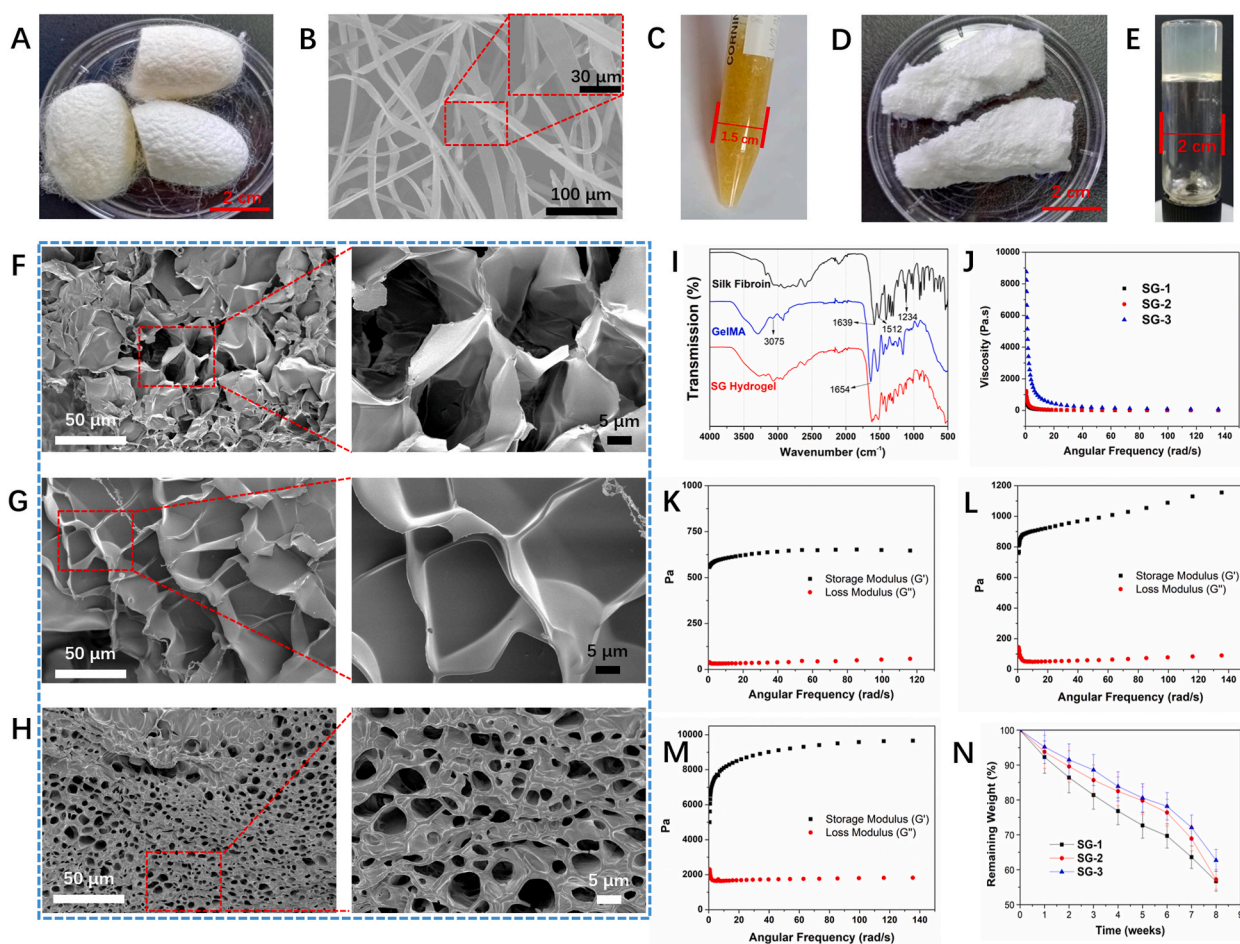 A
2 cm
B
30 μm
100 μm
C
CORNIN
1.5 cm
D
2 cm
E
2 cm
F
50 μm
5 μm
G
50 μm
5 μm
H
50 μm
5 μm
I
Transmission (%)
Silk Fibroin
GelMA
SG Hydrogel
3075
1639
1512
1234
1654
4000 3500 3000 2500 2000 1500 1000 500
Wavenumber (cm⁻¹)
J
Viscosity (Pa.s)
10000
8000
6000
4000
2000
0
SG-1
SG-2
SG-3
0 20 40 60 80 100 120 140
Angular Frequency (rad/s)
K
Pa
1000
750
500
250
0
Storage Modulus (G')
Loss Modulus (G'')
0 20 40 60 80 100 120
Angular Frequency (rad/s)
L
Pa
1200
1000
800
600
400
200
0
Storage Modulus (G')
Loss Modulus (G'')
0 20 40 60 80 100 120 140
Angular Frequency (rad/s)
M
Pa
10000
8000
6000
4000
2000
0
Storage Modulus (G')
Loss Modulus (G'')
0 20 40 60 80 100 120 140
Angular Frequency (rad/s)
N
Remaining Weight (%)
100
90
80
70
60
50
SG-1
SG-2
SG-3
0 1 2 3 4 5 6 7 8 9
Time (weeks)